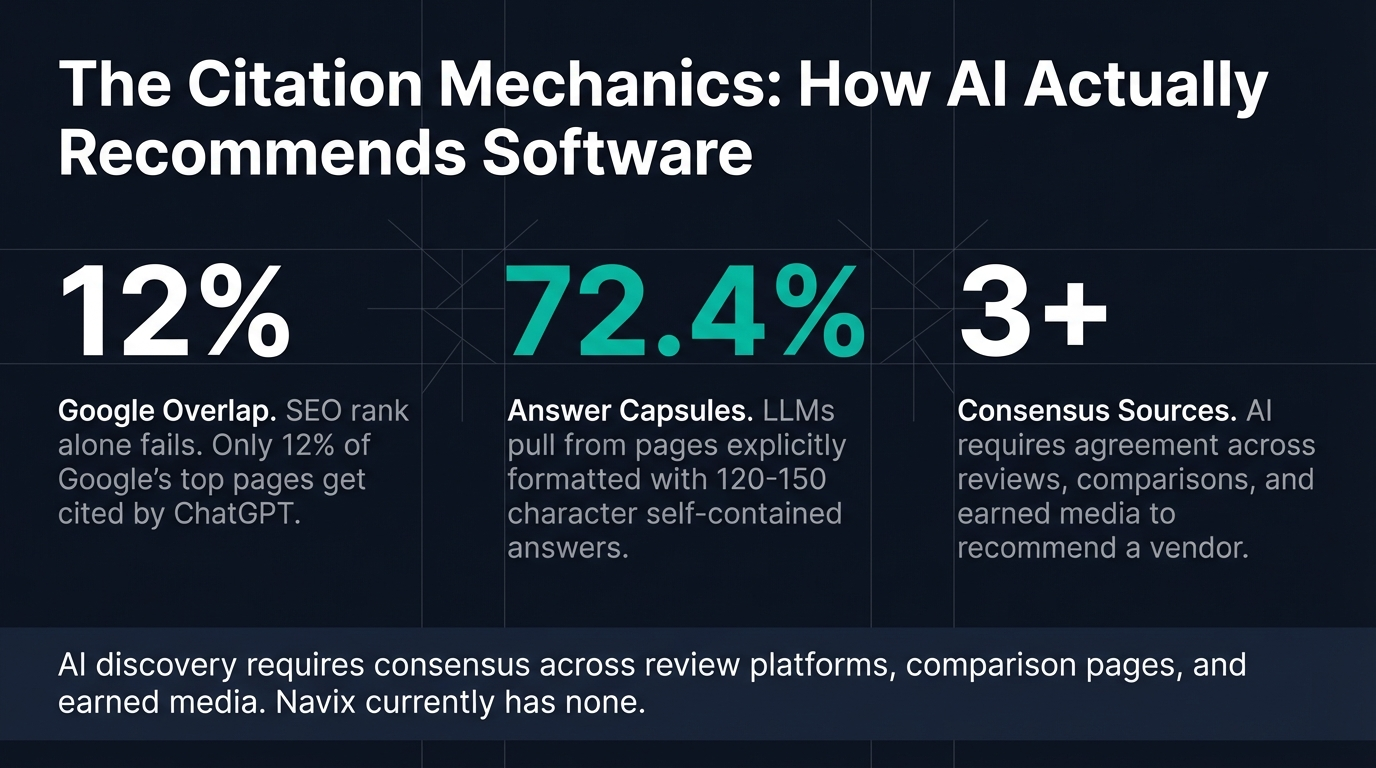 The Citation Mechanics: How AI Actually
Recommends Software
12%
Google Overlap. SEO rank
alone fails. Only 12% of
Google’s top pages get
cited by ChatGPT.
72.4%
Answer Capsules. LLMs
pull from pages explicitly
formatted with 120-150
character self-contained
answers.
3+
Consensus Sources. AI
requires agreement across
reviews, comparisons, and
earned media to
recommend a vendor.
AI discovery requires consensus across review platforms, comparison pages, and
earned media. Navix currently has none.